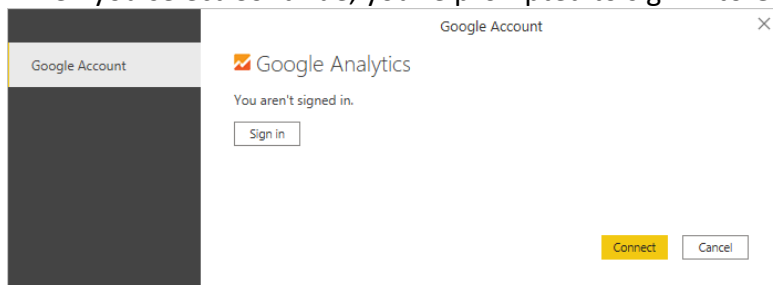 Google Account
Google Account
Google Analytics
You aren't signed in.
Sign in
Connect
Cancel